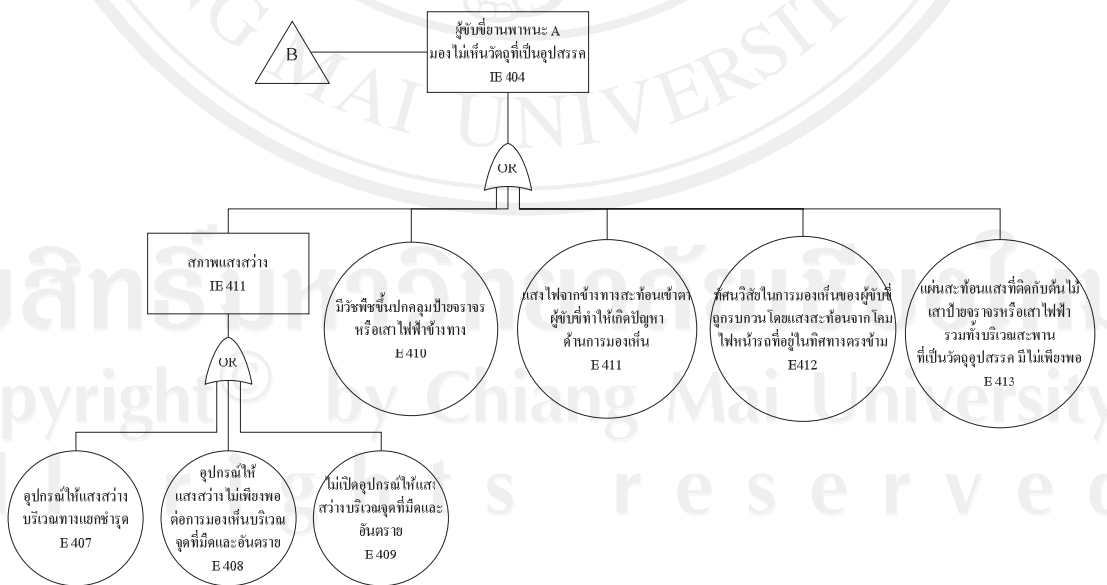 B
ผู้ขับขี่ยานพาหนะ A
มองไม่เห็นวัตถุที่เป็นอุปสรรค
IE 404
OR
สภาพแสงสว่าง
IE 411
มีวัชพืชขึ้นปกคลุมป้ายจราจร
หรือเสาไฟฟ้าข้างทาง
E 410
แสงไฟจากข้างทางสะท้อนเข้าตา
ผู้ขับขี่ทำให้เกิดปัญหา
ด้านการมองเห็น
E 411
ทัศนวิสัยในการมองเห็นของผู้ขับขี่
ถูกรบกวนโดยแสงสะท้อนจากโคม
ไฟหน้ารถที่อยู่ในทิศทางตรงข้าม
E412
แผ่นสะท้อนแสงที่ติดกับต้นไม้
เสาป้ายจราจรหรือเสาไฟฟ้า
รวมทั้งบริเวณสะพาน
ที่เป็นวัตถุอุปสรรค มีไม่เพียงพอ
E 413
OR
อุปกรณ์ให้แสงสว่าง
บริเวณทางแยกชำรุด
E 407
อุปกรณ์ให้
แสงสว่างไม่เพียงพอ
ต่อการมองเห็นบริเวณ
จุดที่มืดและอันตราย
E 408
ไม่เปิดอุปกรณ์ให้แสง
สว่างบริเวณจุดที่มืดและ
อันตราย
E 409
MAI UNIVERSIT
by Chiang Mai University
rights reserved